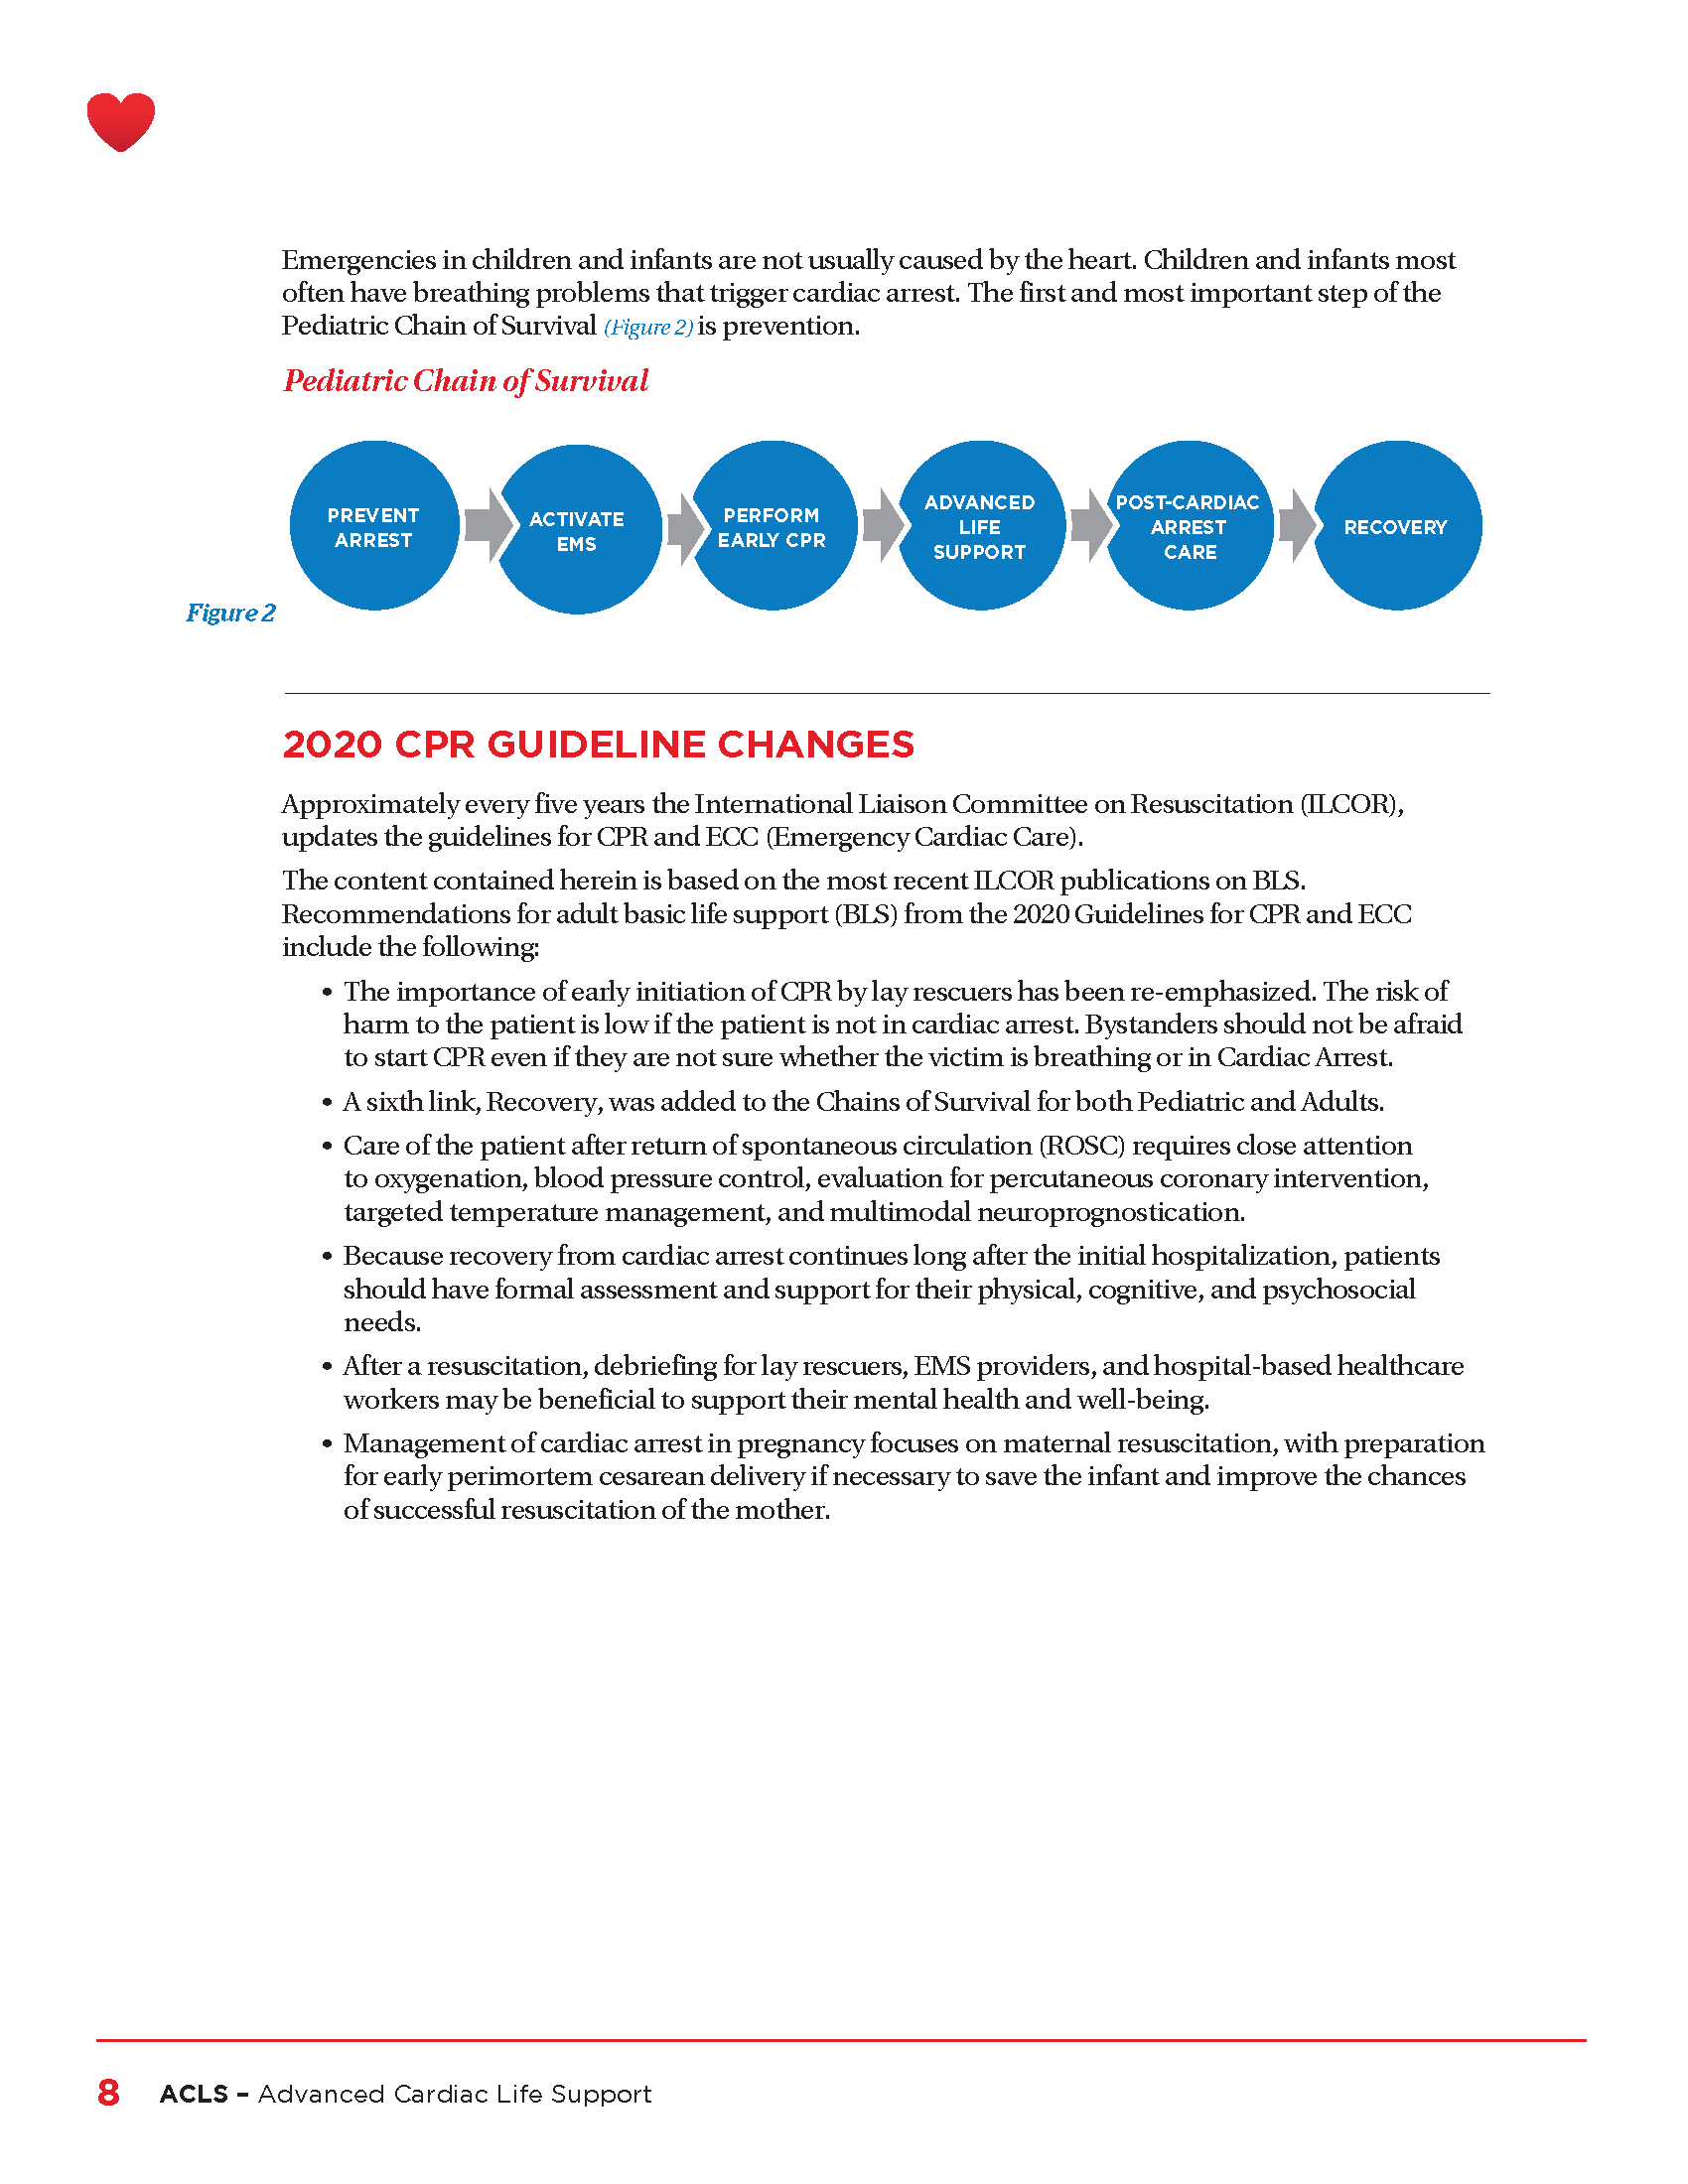 Emergencies in children and infants are not usually caused by the heart. Children and infants most
often have breathing problems that trigger cardiac arrest. The first and most important step of the
Pediatric Chain of Survival (Figure 2) is prevention.
Pediatric Chain of Survival
PREVENT
ARREST
ACTIVATE
EMS
PERFORM
EARLY CPR
ADVANCED
LIFE
SUPPORT
POST-CARDIAC
ARREST
CARE
RECOVERY
Figure 2
2020 CPR GUIDELINE CHANGES
Approximately every five years the International Liaison Committee on Resuscitation (ILCOR),
updates the guidelines for CPR and ECC (Emergency Cardiac Care).
The content contained herein is based on the most recent ILCOR publications on BLS.
Recommendations for adult basic life support (BLS) from the 2020 Guidelines for CPR and ECC
include the following:
• The importance of early initiation of CPR by lay rescuers has been re-emphasized. The risk of
harm to the patient is low if the patient is not in cardiac arrest. Bystanders should not be afraid
to start CPR even if they are not sure whether the victim is breathing or in Cardiac Arrest.
• A sixth link, Recovery, was added to the Chains of Survival for both Pediatric and Adults.
• Care of the patient after return of spontaneous circulation (ROSC) requires close attention
to oxygenation, blood pressure control, evaluation for percutaneous coronary intervention,
targeted temperature management, and multimodal neuroprognostication.
• Because recovery from cardiac arrest continues long after the initial hospitalization, patients
should have formal assessment and support for their physical, cognitive, and psychosocial
needs.
• After a resuscitation, debriefing for lay rescuers, EMS providers, and hospital-based healthcare
workers may be beneficial to support their mental health and well-being.
• Management of cardiac arrest in pregnancy focuses on maternal resuscitation, with preparation
for early perimortem cesarean delivery if necessary to save the infant and improve the chances
of successful resuscitation of the mother.
8 ACLS – Advanced Cardiac Life Support